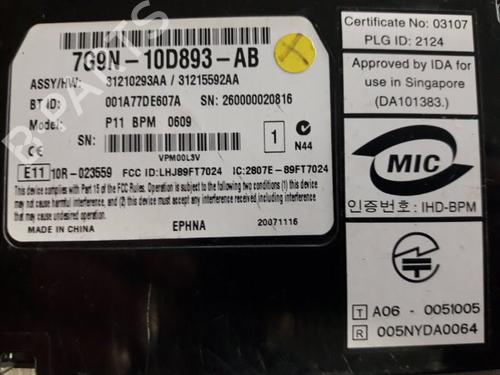 7G9N-10D893-AB
ASSY/HW: 31210293AA / 31215592AA
BT ID: 001A77DE607A SN: 260000020816
Model: P11 BPM 0609
SN:
VPM00L3V
1
N44
CE
E11 10R-023559 FCC ID:LHJ89FT7024 IC:2807E-89FT7024
This device complies with Part 15 of the FCC Rules. Operation is subject to the following two conditions (1) this
device may not cause harmful interference, and (2) this device must accept any interference received including
interference that may cause undesired operation.
MADE IN CHINA EPHNA 20071116
Certificate No: 03107
PLG ID: 2124
Approved by IDA for
use in Singapore
(DA101383.)
MIC
인증번호: IHD-BPM
T A06 - 0051005
R 005NYDA0064